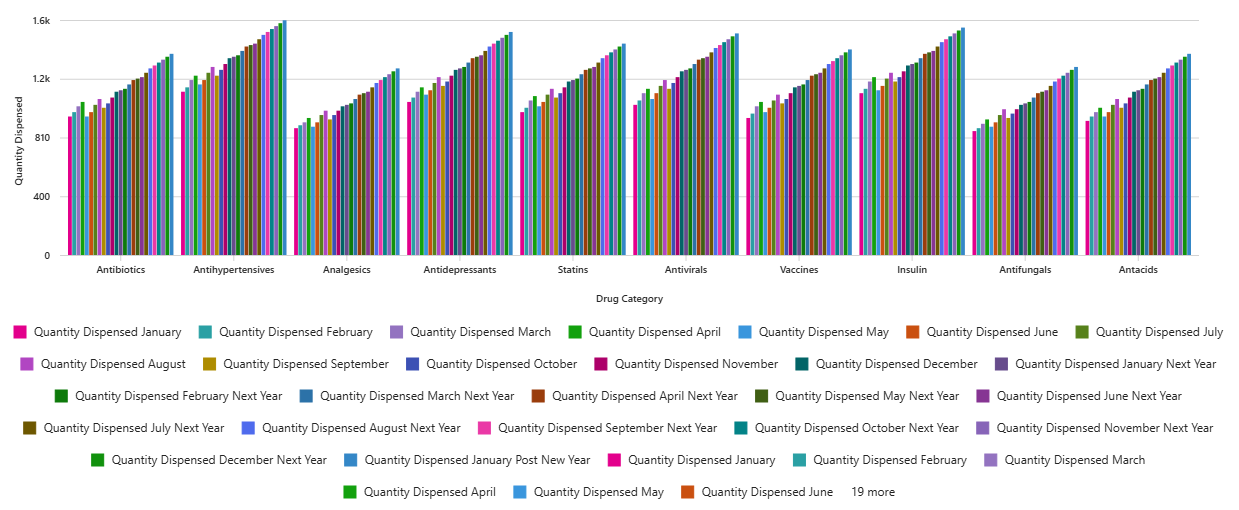 1.6k
1.2k
810
400
0
Quantity Dispensed
Antibiotics Antihypertensives Analgesics Antidepressants Statins Antivirals Vaccines Insulin Antifungals Antacids
Drug Category
Quantity Dispensed January Quantity Dispensed February Quantity Dispensed March Quantity Dispensed April Quantity Dispensed May Quantity Dispensed June Quantity Dispensed July
Quantity Dispensed August Quantity Dispensed September Quantity Dispensed October Quantity Dispensed November Quantity Dispensed December Quantity Dispensed January Next Year
Quantity Dispensed February Next Year Quantity Dispensed March Next Year Quantity Dispensed April Next Year Quantity Dispensed May Next Year Quantity Dispensed June Next Year
Quantity Dispensed July Next Year Quantity Dispensed August Next Year Quantity Dispensed September Next Year Quantity Dispensed October Next Year Quantity Dispensed November Next Year
Quantity Dispensed December Next Year Quantity Dispensed January Post New Year Quantity Dispensed January Quantity Dispensed February Quantity Dispensed March
Quantity Dispensed April Quantity Dispensed May Quantity Dispensed June 19 more